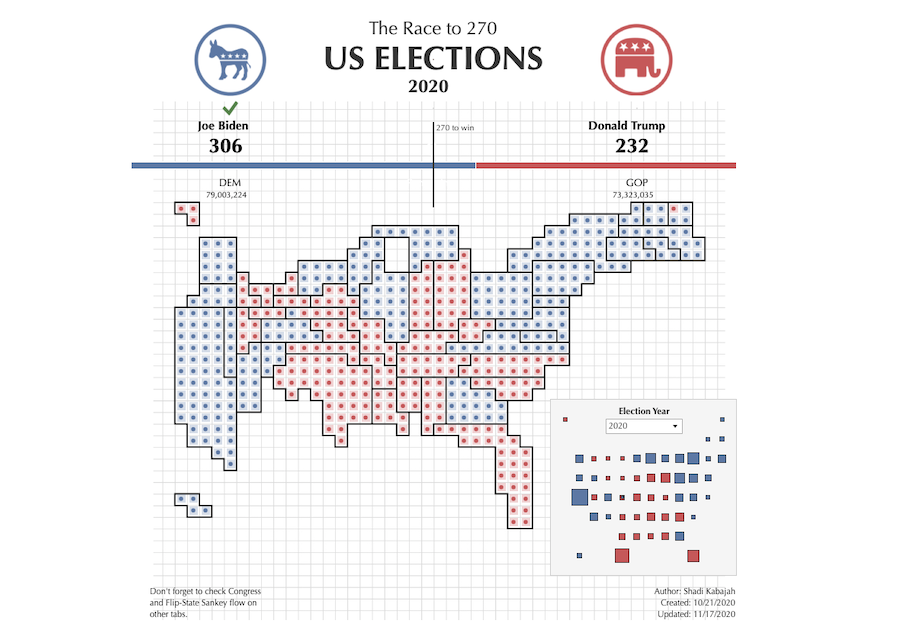 The Race to 270
US ELECTIONS
2020
Joe Biden
306
270 to win
Donald Trump
232
DEM
79,003,224
GOP
73,323,035
Election Year
2020
Don't forget to check Congress
and Flip-State Sankey flow on
other tabs.
Author: Shadi Kabajah
Created: 10/21/2020
Updated: 11/17/2020